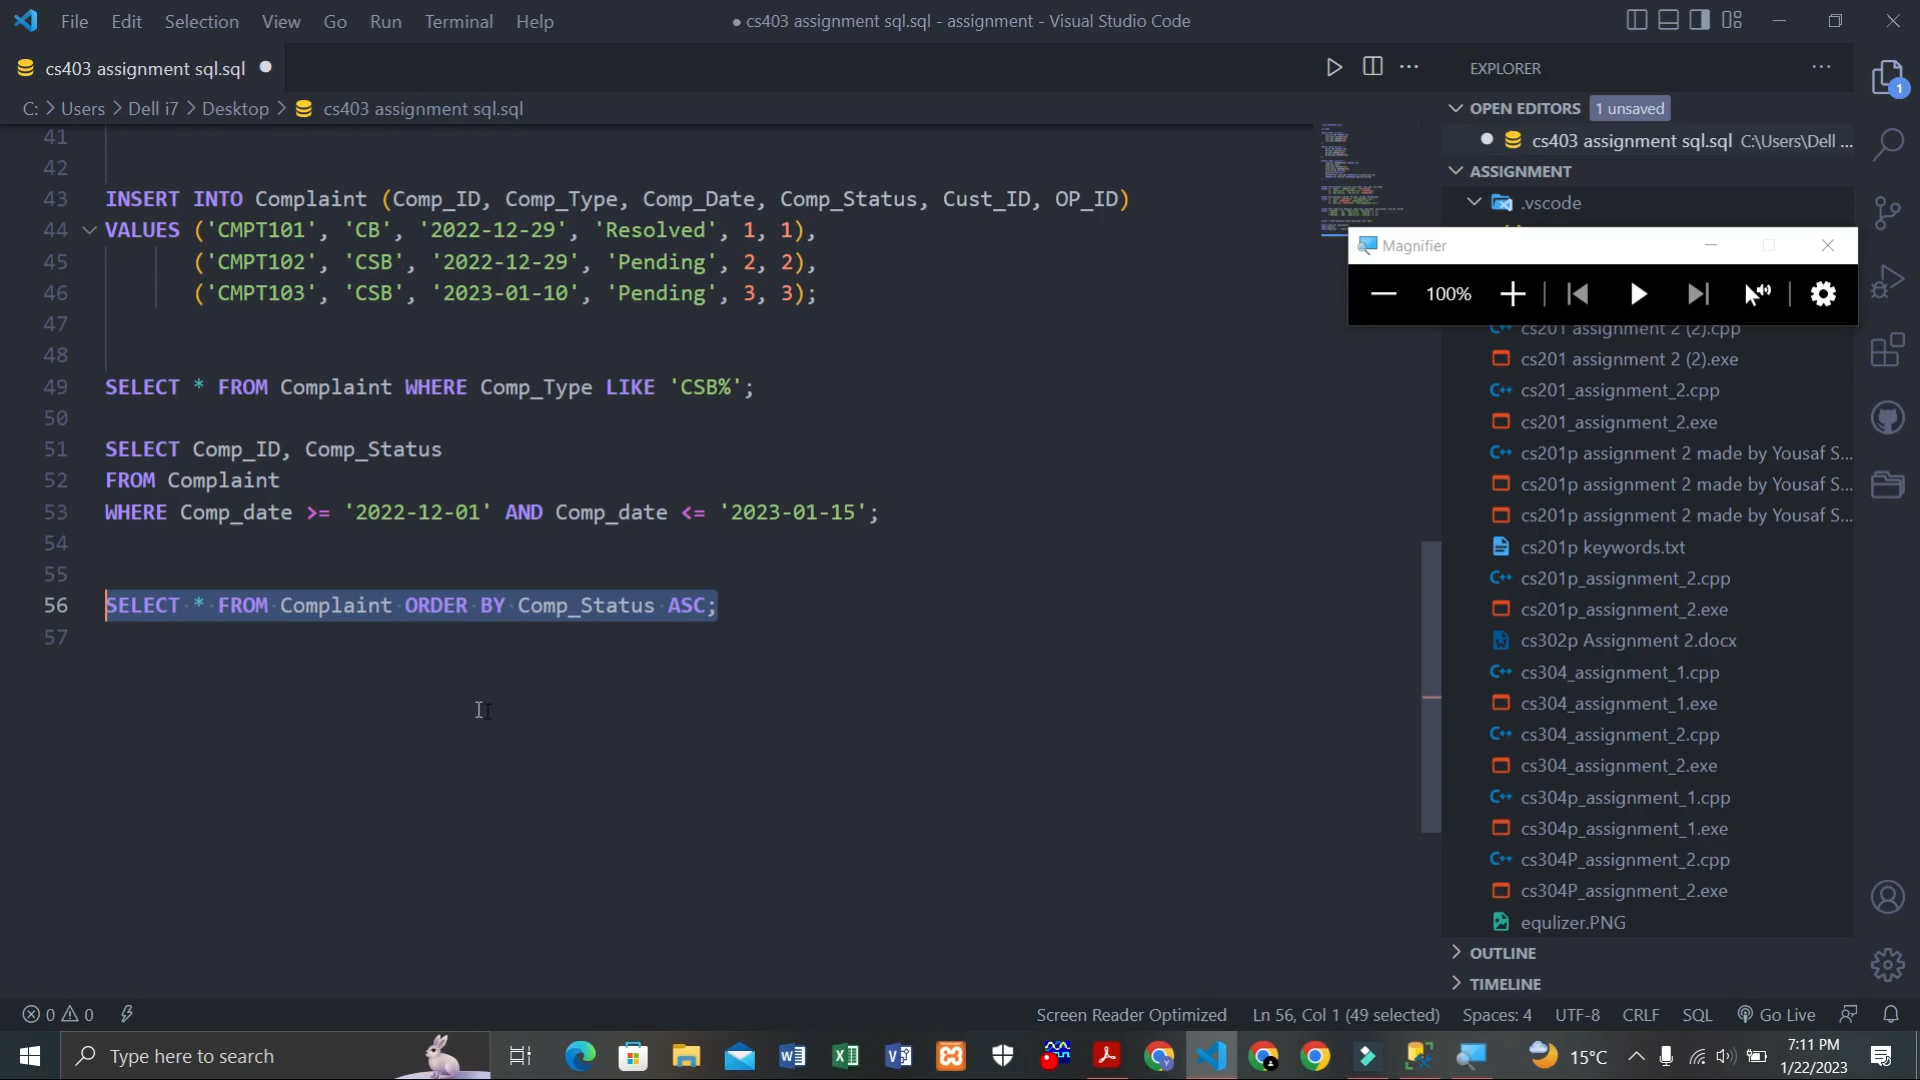 File Edit Selection View Go Run Terminal Help
● cs403 assignment sql.sql - assignment - Visual Studio Code
cs403 assignment sql.sql
EXPLORER
C: > Users > Dell i7 > Desktop > cs403 assignment sql.sql
OPEN EDITORS 1 unsaved
1
cs403 assignment sql.sql C:\Users\Dell ...
ASSIGNMENT
.vscode
Magnifier
100%
41
42
43 INSERT INTO Complaint (Comp_ID, Comp_Type, Comp_Date, Comp_Status, Cust_ID, OP_ID)
44 VALUES ('CMPT101', 'CB', '2022-12-29', 'Resolved', 1, 1),
45 ('CMPT102', 'CSB', '2022-12-29', 'Pending', 2, 2),
46 ('CMPT103', 'CSB', '2023-01-10', 'Pending', 3, 3);
47
48
49 SELECT * FROM Complaint WHERE Comp_Type LIKE 'CSB%';
50
51 SELECT Comp_ID, Comp_Status
52 FROM Complaint
53 WHERE Comp_date >= '2022-12-01' AND Comp_date <= '2023-01-15';
54
55
56 SELECT * FROM Complaint ORDER BY Comp_Status ASC;
57
cs201 assignment 2 (2).cpp
cs201 assignment 2 (2).exe
cs201_assignment_2.cpp
cs201_assignment_2.exe
cs201p assignment 2 made by Yousaf S...
cs201p assignment 2 made by Yousaf S...
cs201p assignment 2 made by Yousaf S...
cs201p keywords.txt
cs201p_assignment_2.cpp
cs201p_assignment_2.exe
cs302p Assignment 2.docx
cs304_assignment_1.cpp
cs304_assignment_1.exe
cs304_assignment_2.cpp
cs304_assignment_2.exe
cs304p_assignment_1.cpp
cs304p_assignment_1.exe
cs304P_assignment_2.cpp
cs304P_assignment_2.exe
equlizer.PNG
OUTLINE
TIMELINE
0 0
Screen Reader Optimized Ln 56, Col 1 (49 selected) Spaces: 4 UTF-8 CRLF SQL Go Live
Type here to search
15°C
7:11 PM
1/22/2023